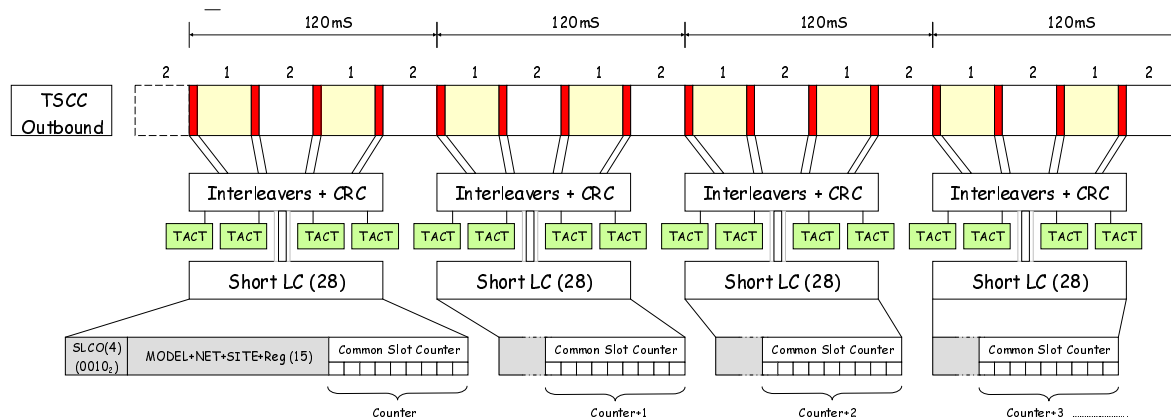 120mS 120mS 120mS 120mS
2 1 2 1 2 1 2 1 2 1 2 1 2 1 2 1 2
TSCC
Outbound
Interleavers + CRC Interleavers + CRC Interleavers + CRC Interleavers + CRC
TACT TACT TACT TACT TACT TACT TACT TACT TACT TACT TACT TACT TACT TACT TACT TACT
Short LC (28) Short LC (28) Short LC (28) Short LC (28)
SLCO(4) MODEL+NET+SITE+Reg (15) Common Slot Counter Common Slot Counter Common Slot Counter Common Slot Counter
(0010₂)
Counter Counter+1 Counter+2 Counter+3